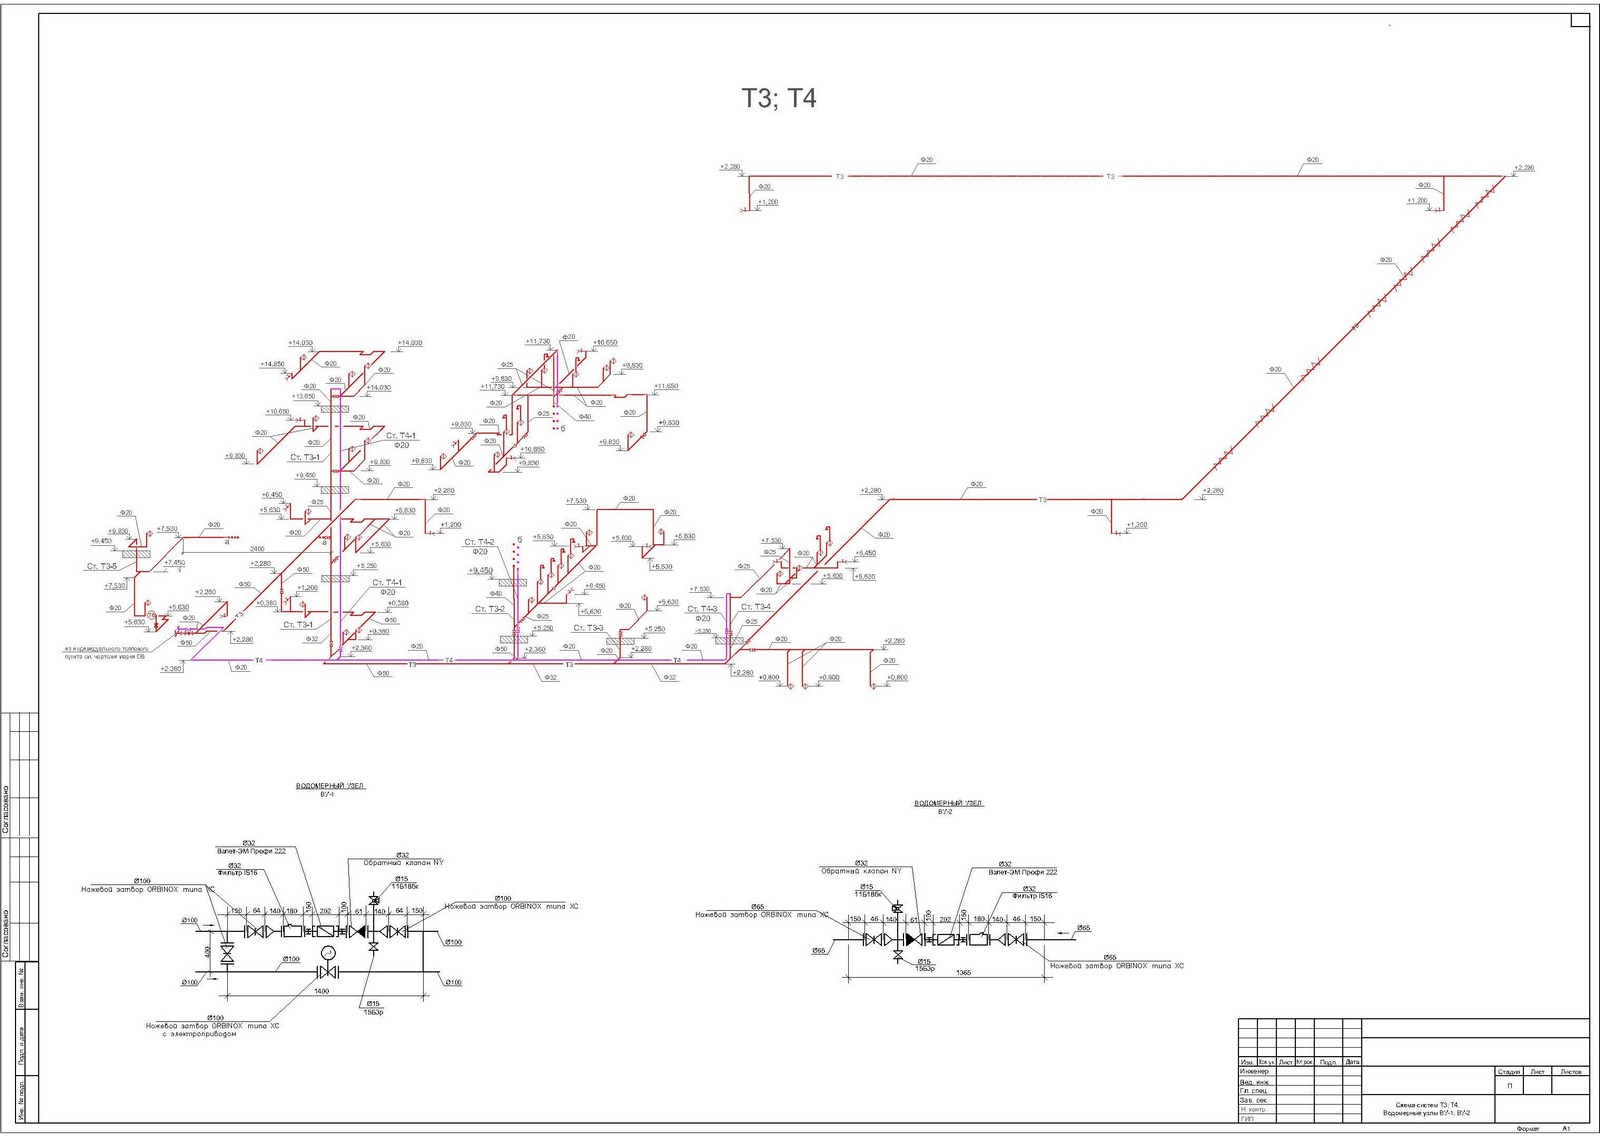 Т3; Т4
+2,280
Ф20
Ф20
+2,280
Т3
Т3
Ф20
+1,200
Ф20
+1,200
Ф20
Ф20
+14,030
+14,030
+14,850
Ф20
Ф20
Ф20
+14,030
+13,650
+10,650
Ф20
Ф20
Ф20
+9,830
Ст. Т4-1
Ф20
Ст. Т3-1
+9,830
+9,450
Ф20
+6,450
Ф25
+5,630
Ф20
+5,630
Ф20
Ф20
+2,280
Ф20
+1,200
+11,730
Ф20
+10,650
Ф25
+9,830
+9,830
+11,730
+11,650
Ф20
Ф20
Ф25
Ф40
б
Ф20
+9,830
+9,830
+9,830
+9,830
Ф20
+10,650
+9,830
Ф20
+9,830
+9,450
Ст. Т3-5
+7,530
Ф20
а
а
2400
+7,450
+7,530
Ф20
+5,630
+5,630
Ф20
+2,280
Ф50
+2,280
Ф50
+1,200
+0,380
Ст. Т3-1
Ф32
+5,630
+5,250
Ст. Т4-1
Ф20
+0,380
+0,380
Ф20
+2,360
Т3
Ф50
+2,280
из индивидуального теплового
пункта см. чертежи марки ОВ
+2,360
Т4
Ф20
Т3
Ф50
Ф20
Т4
Ст. Т4-2
Ф20
б
+9,450
Ф40
Ст. Т3-2
Ф25
+5,250
Ф50
+2,360
Ф20
Ф32
Т3
+7,530
Ф20
Ф20
+5,630
+5,630
+5,630
+5,630
+5,630
Ф20
+6,450
+5,630
Ф20
+5,630
Ст. Т3-3
+5,250
+2,280
Ф20
Т4
Ф32
+7,530
Ст. Т4-3
Ф20
Ст. Т3-4
+5,250
+2,280
+7,530
Ф25
Ф25
Ф20
+6,450
+5,630
+5,630
Ф20
+2,280
Ф20
Т3
+2,280
Ф20
+1,200
Ф20
Ф20
+2,280
Ф20
+0,800
+0,800
+0,800
ВОДОМЕРНЫЙ УЗЕЛ
ВУ-1
Ø32
Валет-ЭМ Профи 222
Ø32
Фильтр IS16
Ø32
Обратный клапан NY
Ø15
11Б18бк
Ø100
Ножевой затвор ORBINOX типа XC
Ø100
Ножевой затвор ORBINOX типа XC
150 64 140 180 150 202 100 61 140 64 150
Ø100
Ø100
450
Ø100
Ø100
Ø100
1400
Ø15
15Б3р
Ø100
Ножевой затвор ORBINOX типа XC
с электроприводом
ВОДОМЕРНЫЙ УЗЕЛ
ВУ-2
Ø32
Обратный клапан NY
Ø32
Валет-ЭМ Профи 222
Ø15
11Б18бк
Ø32
Фильтр IS16
Ø65
Ножевой затвор ORBINOX типа XC
150 46 140 61 100 202 150 180 140 46 150
Ø65
Ø65
Ø15
15Б3р
Ø65
Ножевой затвор ORBINOX типа XC
1365
Согласовано
Согласовано
Взам. инв. №
Подп. и дата
Инв. № подл.
Изм. Кол.уч Лист № док. Подп. Дата
Инженер
Вед. инж.
Гл. спец.
Зав. сек.
Н. контр.
ГИП
Стадия Лист Листов
П
Схема систем Т3; Т4.
Водомерные узлы ВУ-1; ВУ-2
Формат А1